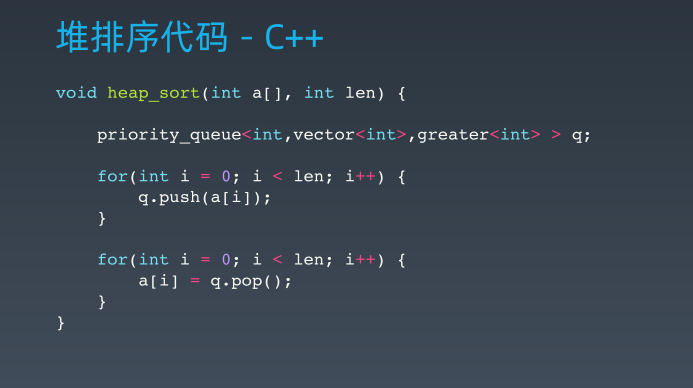 堆排序代码 - C++
void heap_sort(int a[], int len) {
    priority_queue<int,vector<int>,greater<int> > q;
    for(int i = 0; i < len; i++) {
        q.push(a[i]);
    }
    for(int i = 0; i < len; i++) {
        a[i] = q.pop();
    }
}